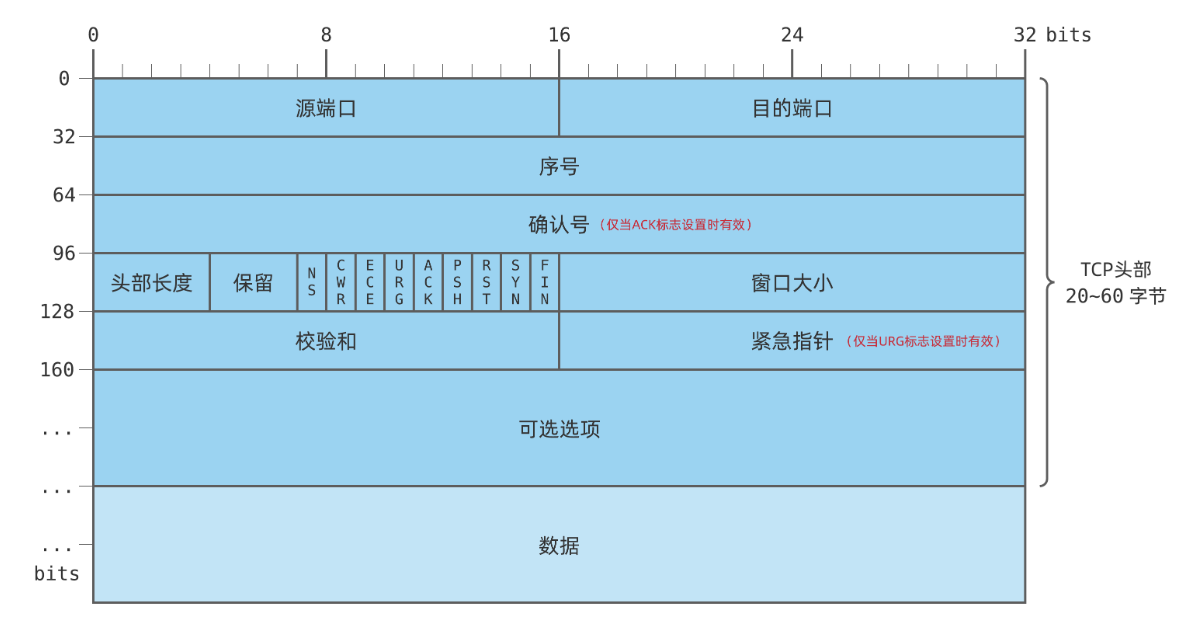 0 8 16 24 32 bits
0
源端口 目的端口
32
序号
64
确认号 (仅当ACK标志设置时有效)
96
头部长度 保留 NS CWR ECE URG ACK PSH RST SYN FIN 窗口大小
TCP头部
20~60 字节
128
校验和 紧急指针 (仅当URG标志设置时有效)
160
... 可选选项
...
... 数据
bits